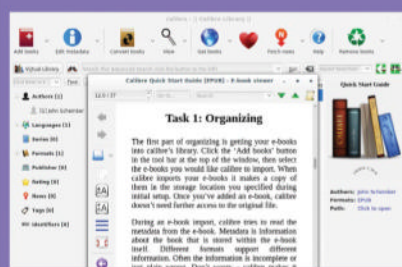 calibre - || Calibre Library ||
Add books
Edit metadata
Convert books
View
Get books
Fetch news
Help
Remove books
Virtual Library
Calibre Quick Start Guide (EPUB) - E-book viewer
Quick Start Guide
Authors [1]
John Schember
Languages [1]
Series [0]
Formats [1]
Publisher [0]
Rating [0]
News [0]
Tags [0]
Identifiers [0]
Task 1: Organizing
The first part of organizing is getting your e-books
into calibre's library. Click the 'Add books' button
in the tool bar at the top of the window, then select
the e-books you would like calibre to import. When
calibre imports your e-books it makes a copy of
them in the storage location you specified during
initial setup. Once you've added an e-book, calibre
doesn't need further access to the original file.
During an e-book import, calibre tries to read the
metadata from the e-book. Metadata is information
about the book that is stored within the e-book
itself. Different formats support different
information. Often the information is incomplete or
Authors: John Schember
Formats: EPUB
Path: Click to open